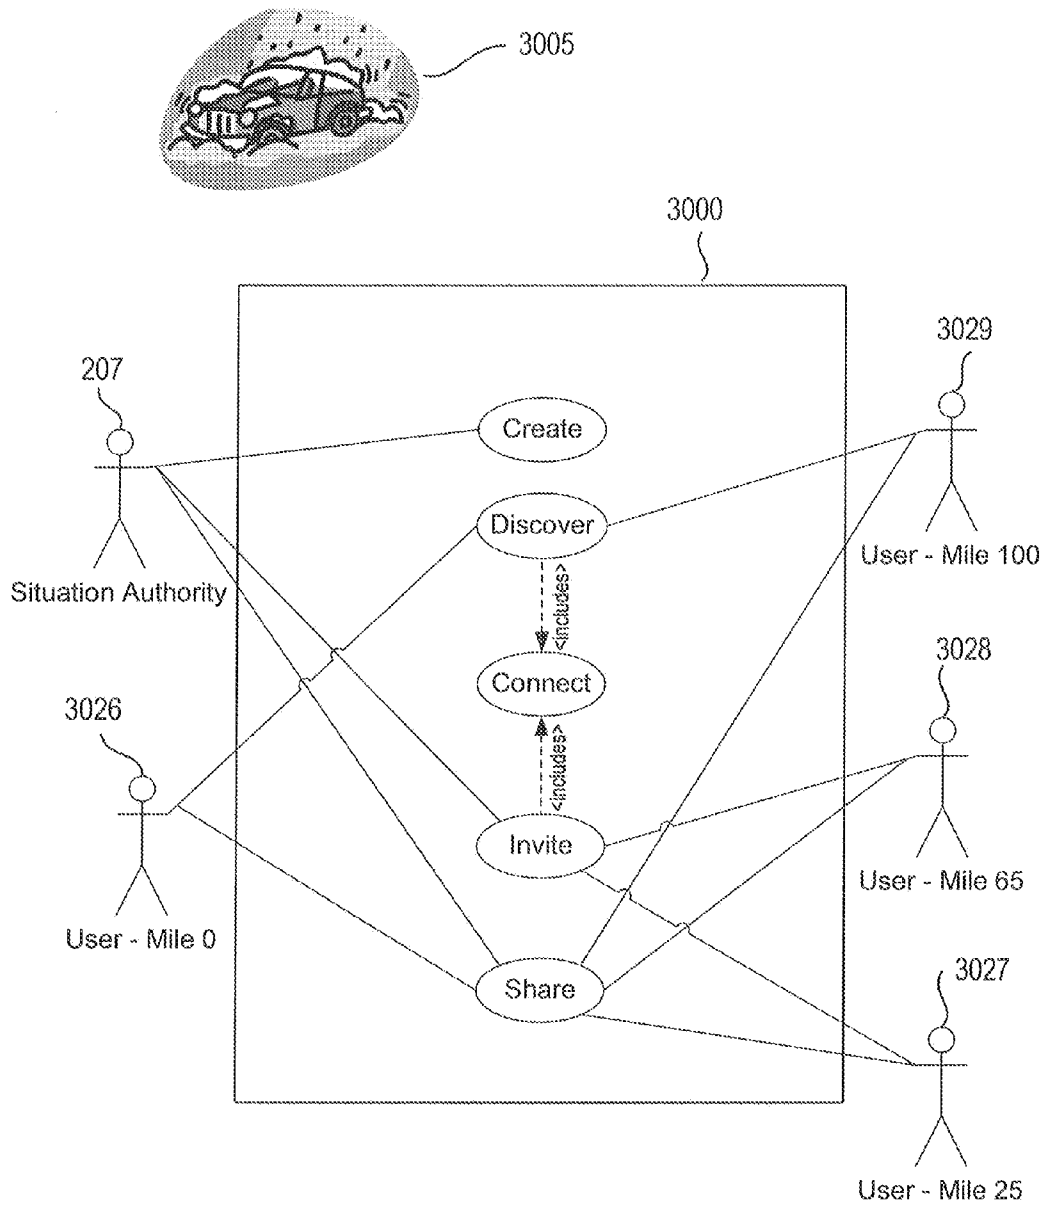 3005
3000
3029
207
Create
Discover
User - Mile 100
<includes>
Situation Authority
3028
Connect
3026
<includes>
Invite
User - Mile 65
User - Mile 0
3027
Share
User - Mile 25